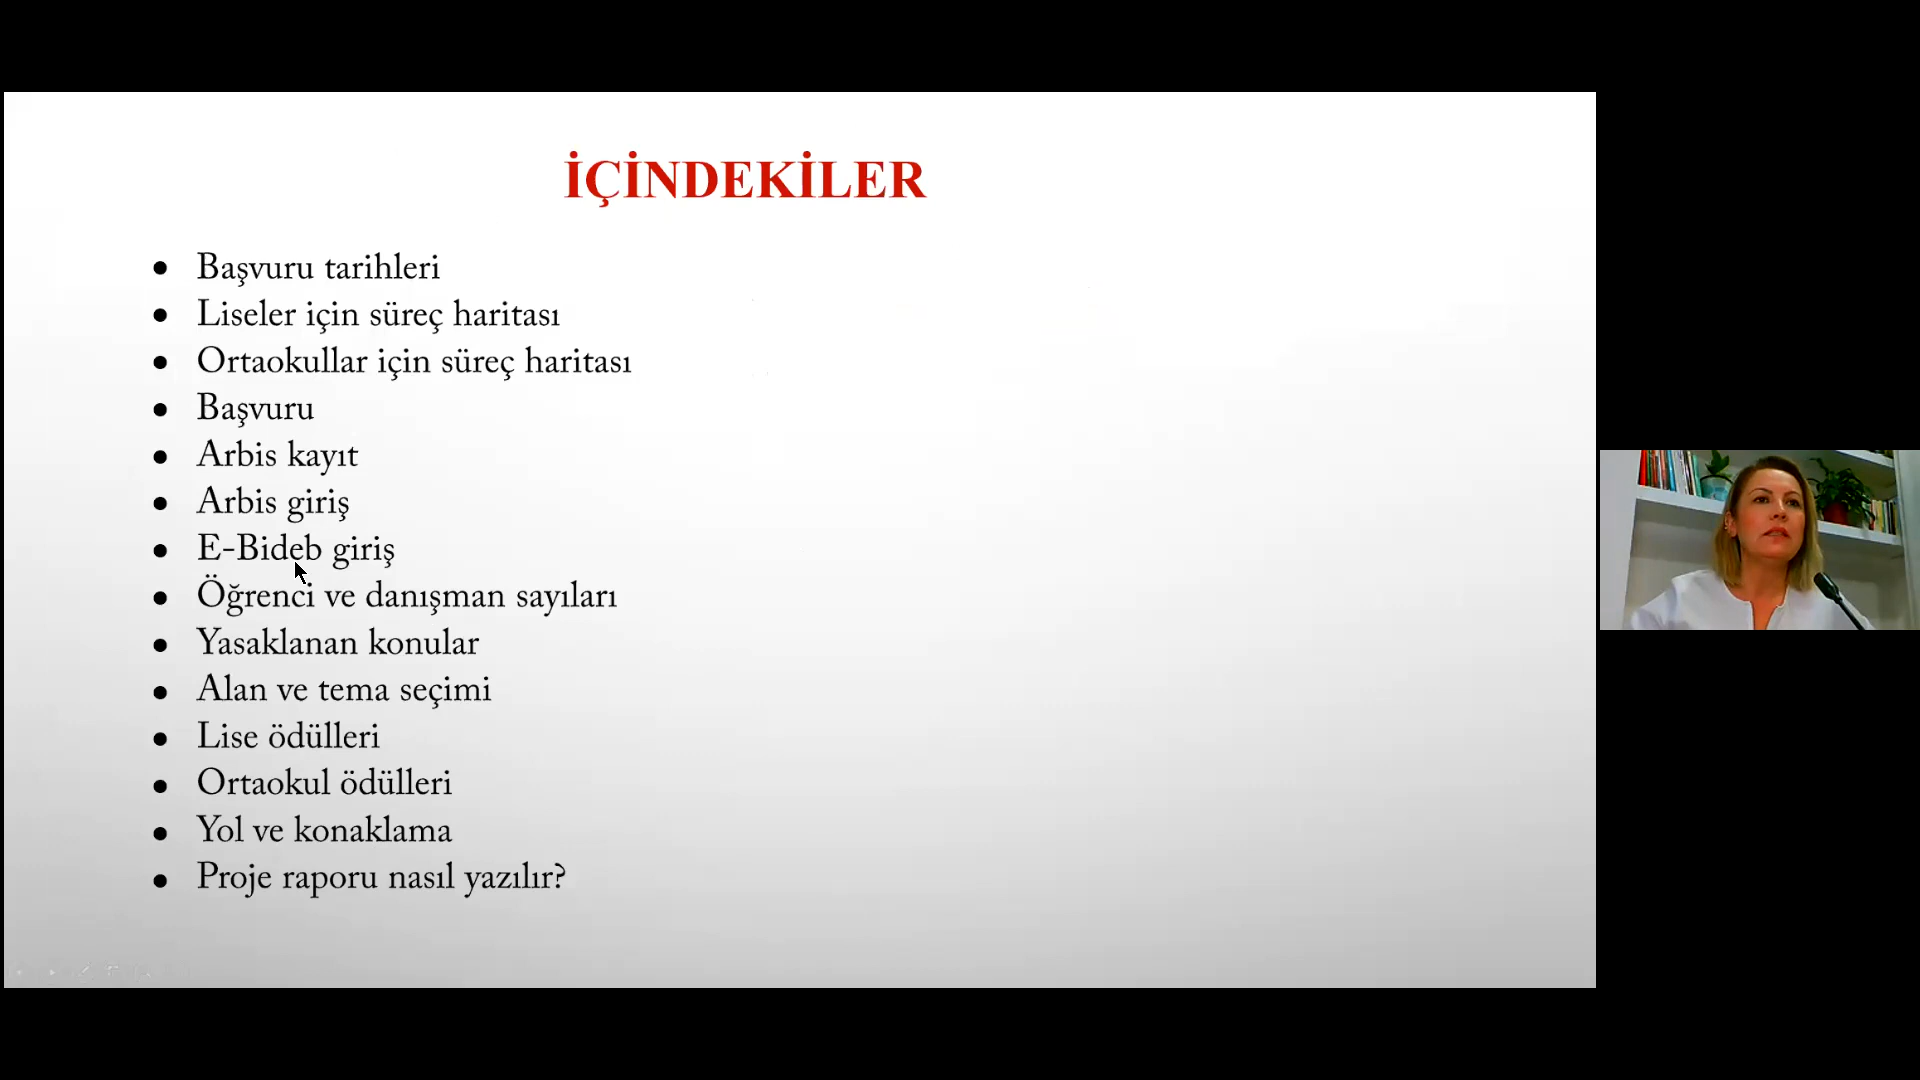 İÇİNDEKİLER
Başvuru tarihleri
Liseler için süreç haritası
Ortaokullar için süreç haritası
Başvuru
Arbis kayıt
Arbis giriş
E-Bideb giriş
Öğrenci ve danışman sayıları
Yasaklanan konular
Alan ve tema seçimi
Lise ödülleri
Ortaokul ödülleri
Yol ve konaklama
Proje raporu nasıl yazılır?